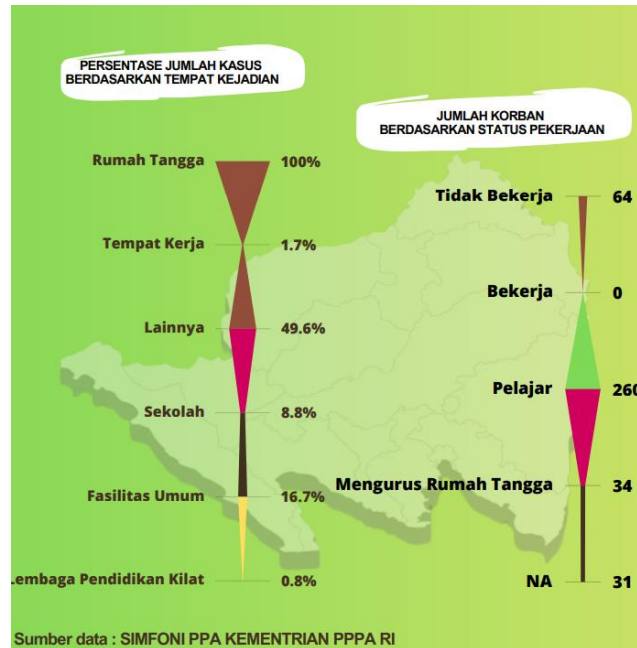 PERSENTASE JUMLAH KASUS
BERDASARKAN TEMPAT KEJADIAN
JUMLAH KORBAN
BERDASARKAN STATUS PEKERJAAN
Rumah Tangga 100%
Tempat Kerja 1.7%
Lainnya 49.6%
Sekolah 8.8%
Fasilitas Umum 16.7%
Lembaga Pendidikan Kilat 0.8%
Tidak Bekerja 64
Bekerja 0
Pelajar 260
Mengurus Rumah Tangga 34
NA 31
Sumber data : SIMFONI PPA KEMENTRIAN PPPA RI